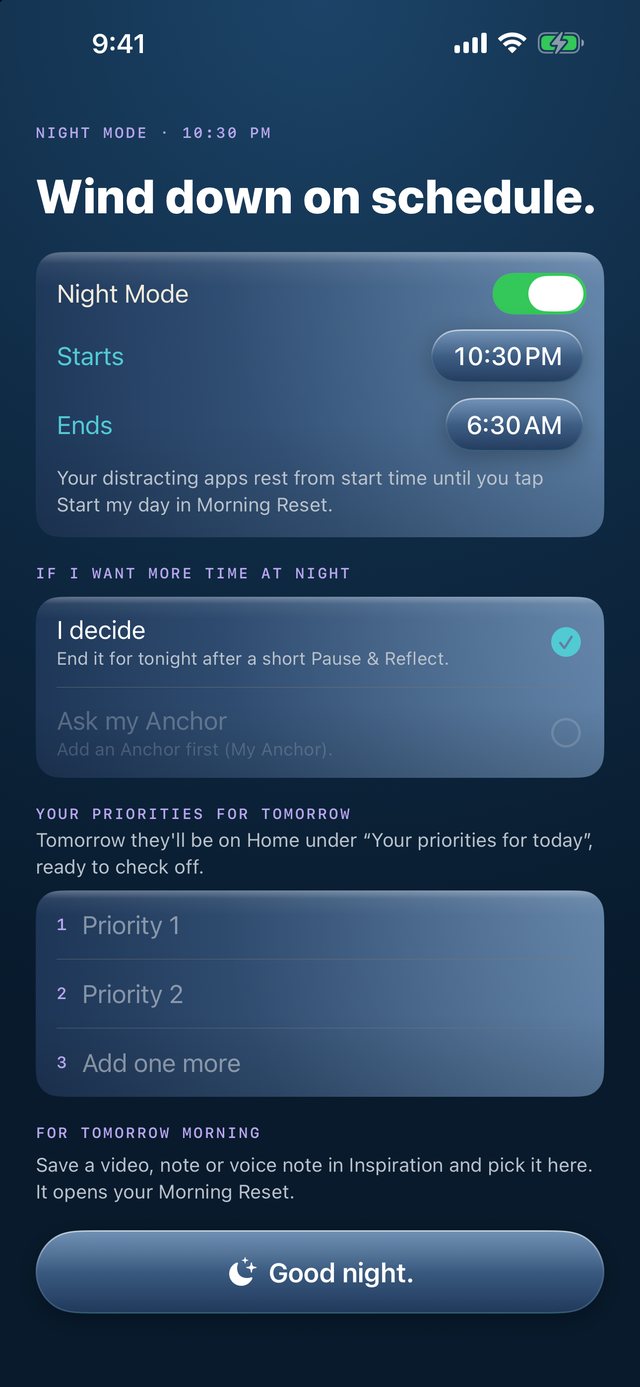 9:41
NIGHT MODE · 10:30 PM
Wind down on schedule.
Night Mode
Starts
10:30 PM
Ends
6:30 AM
Your distracting apps rest from start time until you tap
Start my day in Morning Reset.
IF I WANT MORE TIME AT NIGHT
I decide
End it for tonight after a short Pause & Reflect.
Ask my Anchor
Add an Anchor first (My Anchor).
YOUR PRIORITIES FOR TOMORROW
Tomorrow they'll be on Home under “Your priorities for today”,
ready to check off.
1 Priority 1
2 Priority 2
3 Add one more
FOR TOMORROW MORNING
Save a video, note or voice note in Inspiration and pick it here.
It opens your Morning Reset.
Good night.